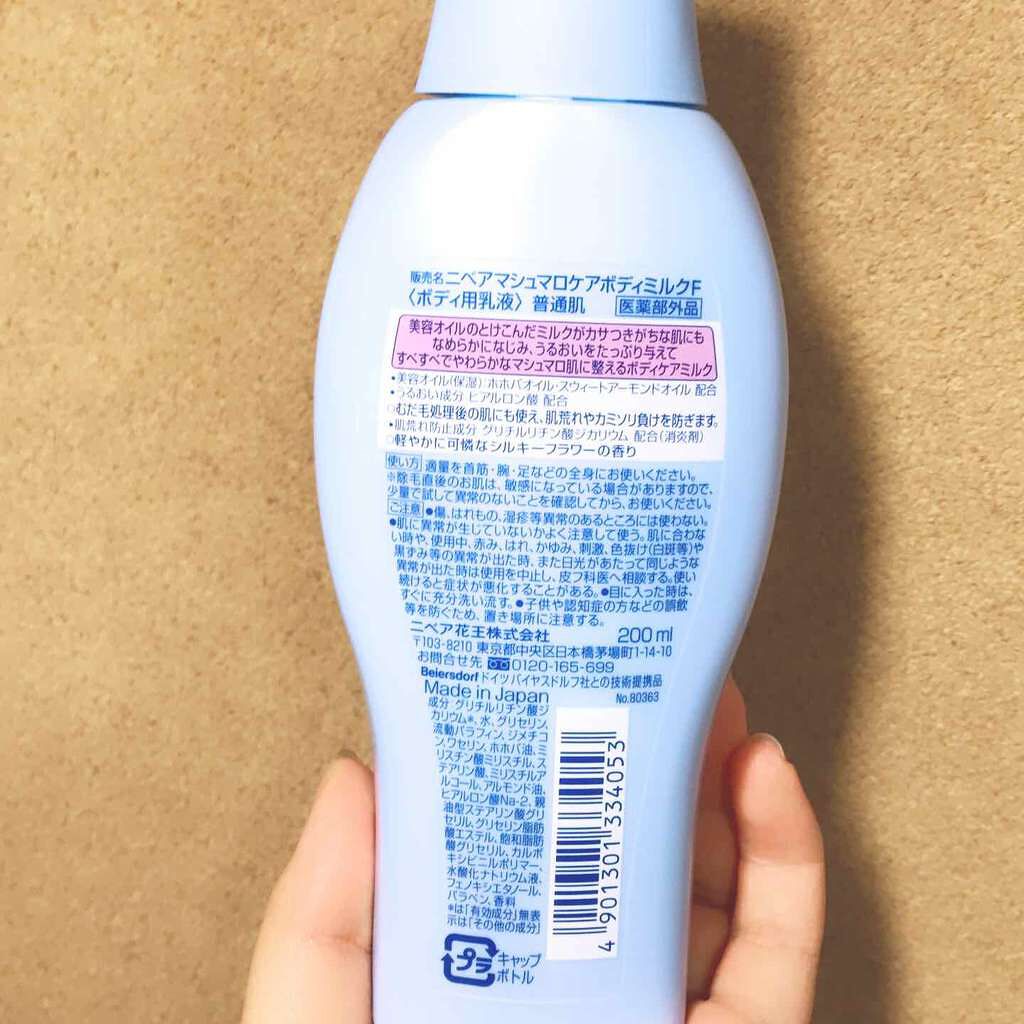 販売名ニベアマシュマロケアボディミルクF
〈ボディ用乳液〉普通肌 医薬部外品
美容オイルのとけこんだミルクがカサつきがちな肌にも
なめらかになじみ、うるおいをたっぷり与えて
すべすべでやわらかなマシュマロ肌に整えるボディケアミルク
•美容オイル(保湿):ホホバオイル・スウィートアーモンドオイル 配合
•うるおい成分 ヒアルロン酸 配合
○むだ毛処理後の肌にも使え、肌荒れやカミソリ負けを防ぎます。
•肌荒れ防止成分 グリチルリチン酸ジカリウム 配合(消炎剤)
○軽やかに可憐なシルキーフラワーの香り
使い方 適量を首筋・腕・足などの全身にお使いください。
※除毛直後のお肌は、敏感になっている場合がありますので、
少量で試して異常のないことを確認してから、お使いください。
ご注意 ●傷、はれもの、湿疹等異常のあるところには使わない。
●肌に異常が生じていないかよく注意して使う。肌に合わな
い時や、使用中、赤み、はれ、かゆみ、刺激、色抜け(白斑等)や
黒ずみ等の異常が出た時、また日光があたって同じような
異常が出た時は使用を中止し、皮フ科医へ相談する。使い
続けると症状が悪化することがある。●目に入った時は、
すぐに充分洗い流す。●子供や認知症の方などの誤飲
等を防ぐため、置き場所に注意する。
ニベア花王株式会社 200ml
〒103-8210 東京都中央区日本橋茅場町1-14-10
お問合せ先 0120-165-699
Beiersdorf ドイツバイヤスドルフ社との技術提携品
Made in Japan No.80363
成分 グリチルリチン酸ジ
カリウム*、水、グリセリン、
流動パラフィン、ジメチコ
ン、ワセリン、ホホバ油、ミ
リスチン酸ミリスチル、ス
テアリン酸、ミリスチルア
ルコール、アルモンド油、
ヒアルロン酸Na-2、親
油型ステアリン酸グリ
セリル、グリセリン脂肪
酸エステル、飽和脂肪
酸グリセリル、カルボ
キシビニルポリマー、
水酸化ナトリウム液、
フェノキシエタノール、
パラベン、香料
*は「有効成分」無表
示は「その他の成分」
4901301334053
プラ キャップ
ボトル